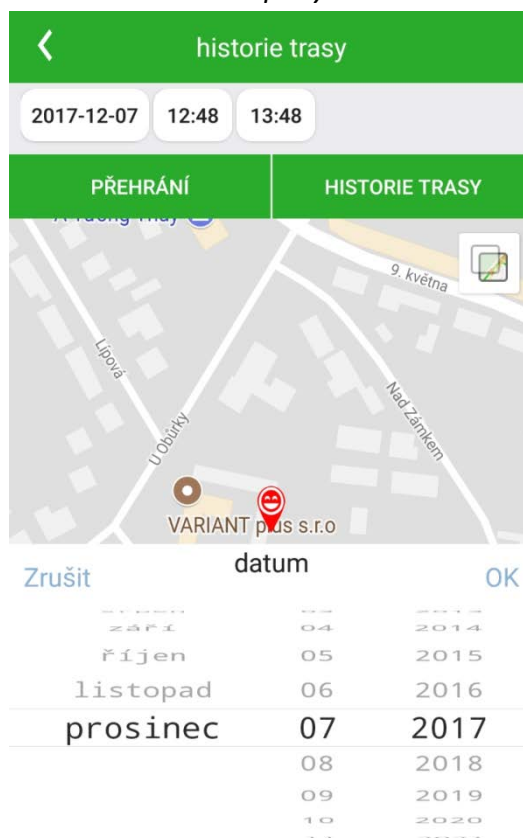 historie trasy
2017-12-07 12:48 13:48
PŘEHRÁNÍ HISTORIE TRASY
9. května
Lipová
Nad Zámkem
U Obůrky
VARIANT plus s.r.o
Zrušit datum OK
září 04 2014
říjen 05 2015
listopad 06 2016
prosinec 07 2017
08 2018
09 2019
10 2020